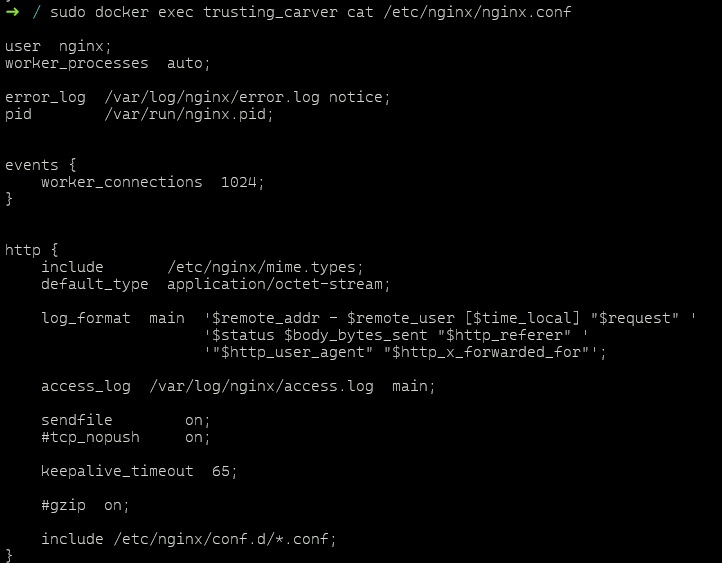 ➜ / sudo docker exec trusting_carver cat /etc/nginx/nginx.conf

user  nginx;
worker_processes  auto;

error_log  /var/log/nginx/error.log notice;
pid        /var/run/nginx.pid;


events {
    worker_connections  1024;
}


http {
    include       /etc/nginx/mime.types;
    default_type  application/octet-stream;

    log_format  main  '$remote_addr - $remote_user [$time_local] "$request" '
                      '$status $body_bytes_sent "$http_referer" '
                      '"$http_user_agent" "$http_x_forwarded_for"';

    access_log  /var/log/nginx/access.log  main;

    sendfile        on;
    #tcp_nopush     on;

    keepalive_timeout  65;

    #gzip  on;

    include /etc/nginx/conf.d/*.conf;
}